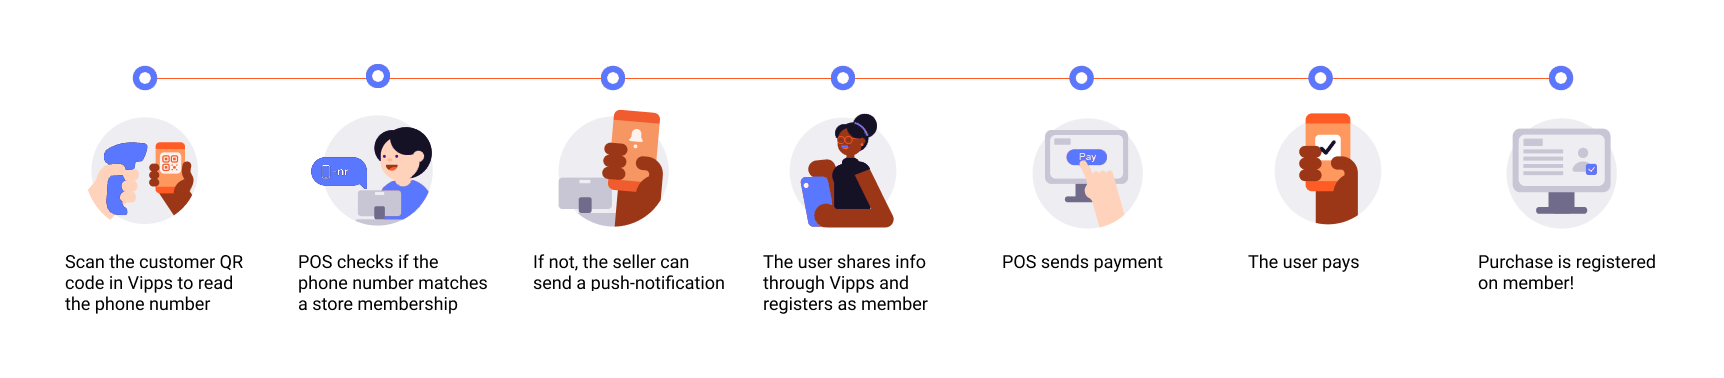 -nr
Pay
Scan the customer QR
code in Vipps to read
the phone number
POS checks if the
phone number matches
a store membership
If not, the seller can
send a push-notification
The user shares info
through Vipps and
registers as member
POS sends payment
The user pays
Purchase is registered
on member!